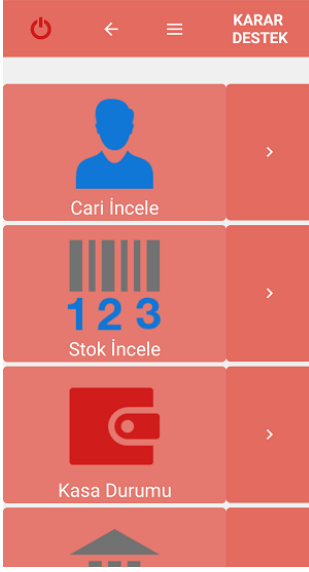 KARAR
DESTEK
Cari İncele
123
Stok İncele
Kasa Durumu